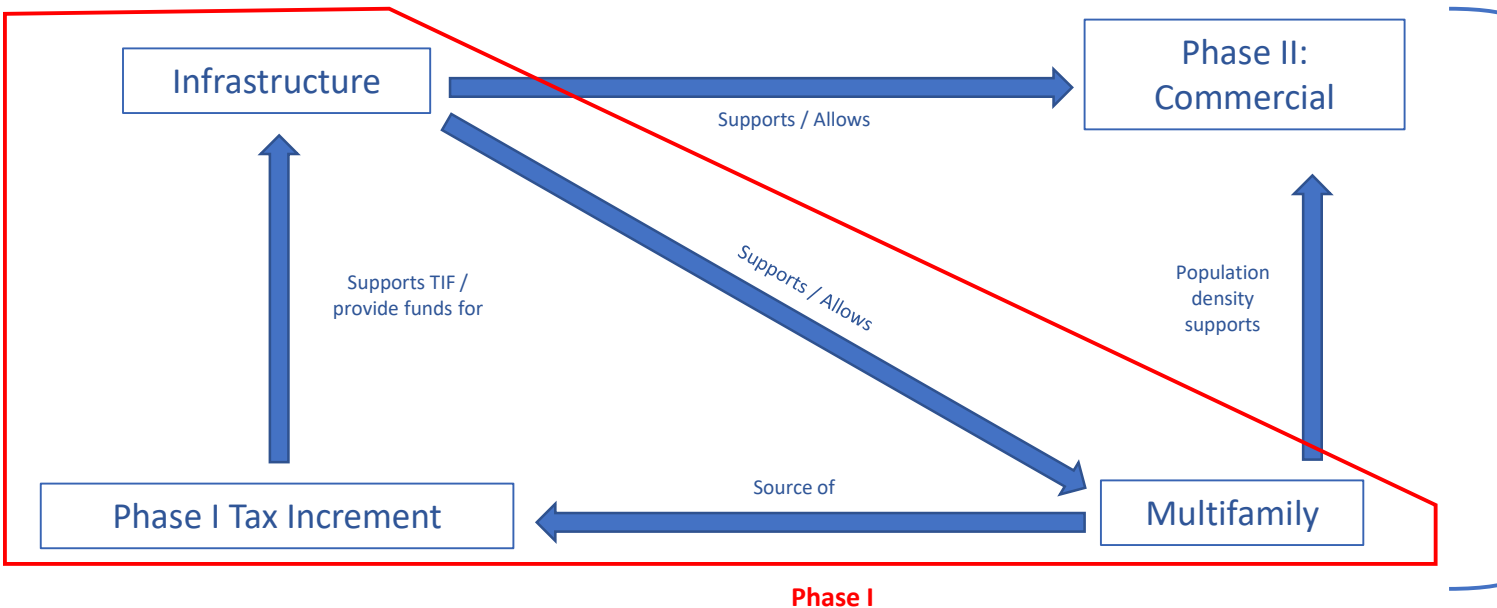 Infrastructure
Phase II:
Commercial
Supports / Allows
Supports TIF /
provide funds for
Supports / Allows
Population
density
supports
Phase I Tax Increment
Source of
Multifamily
Phase I